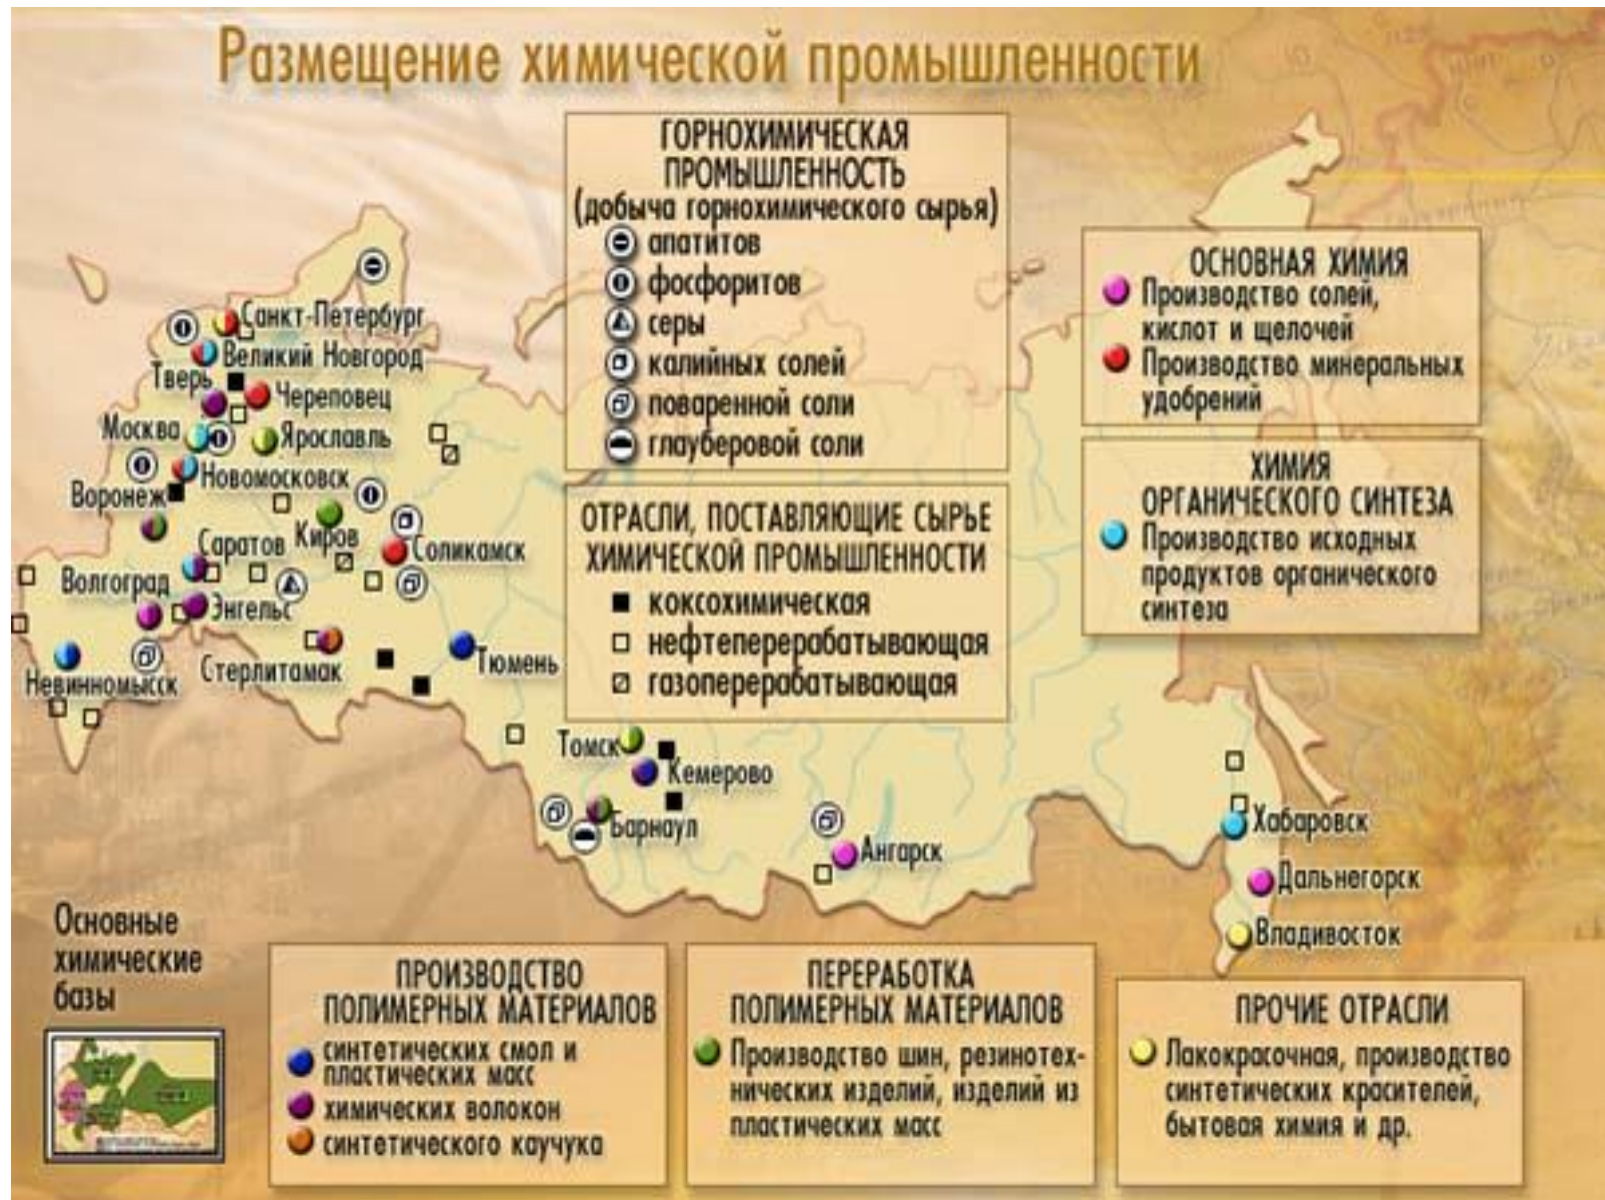 Размещение химической промышленности
ГОРНОХИМИЧЕСКАЯ
ПРОМЫШЛЕННОСТЬ
(добыча горнохимического сырья)
апатитов
фосфоритов
серы
калийных солей
поваренной соли
глауберовой соли
ОТРАСЛИ, ПОСТАВЛЯЮЩИЕ СЫРЬЕ
ХИМИЧЕСКОЙ ПРОМЫШЛЕННОСТИ
коксохимическая
нефтеперерабатывающая
газоперерабатывающая
ОСНОВНАЯ ХИМИЯ
Производство солей,
кислот и щелочей
Производство минеральных
удобрений
ХИМИЯ
ОРГАНИЧЕСКОГО СИНТЕЗА
Производство исходных
продуктов органического
синтеза
Санкт-Петербург
Великий Новгород
Тверь
Череповец
Москва
Ярославль
Новомосковск
Воронеж
Киров
Саратов
Соликамск
Волгоград
Энгельс
Стерлитамак
Тюмень
Невинномысск
Томск
Кемерово
Барнаул
Ангарск
Хабаровск
Дальнегорск
Владивосток
Основные
химические
базы
ПРОИЗВОДСТВО
ПОЛИМЕРНЫХ МАТЕРИАЛОВ
синтетических смол и
пластических масс
химических волокон
синтетического каучука
ПЕРЕРАБОТКА
ПОЛИМЕРНЫХ МАТЕРИАЛОВ
Производство шин, резинотех-
нических изделий, изделий из
пластических масс
ПРОЧИЕ ОТРАСЛИ
Лакокрасочная, производство
синтетических красителей,
бытовая химия и др.